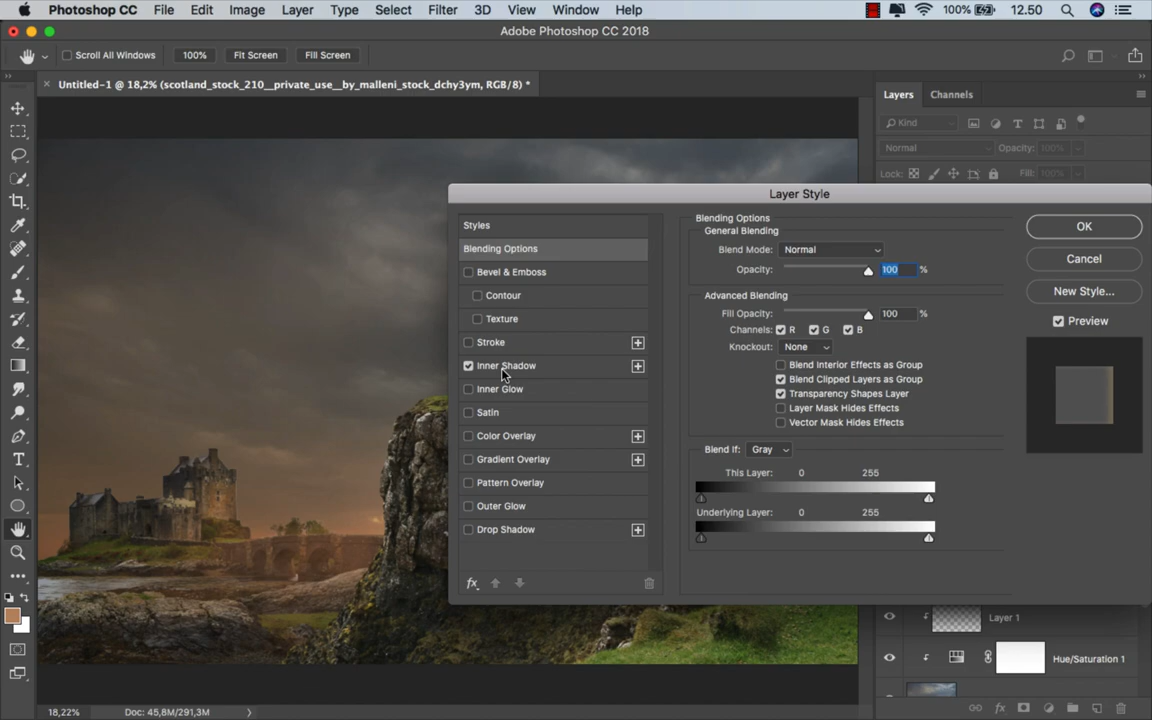 Photoshop CC File Edit Image Layer Type Select Filter 3D View Window Help 100% 12.50
Adobe Photoshop CC 2018
Scroll All Windows 100% Fit Screen Fill Screen
Untitled-1 @ 18,2% (scotland_stock_210__private_use__by_malleni_stock_dchy3ym, RGB/8) *
Layers Channels
Kind
Normal Opacity: 100%
Lock: Fill: 100%
Layer Style
Styles
Blending Options
Bevel & Emboss
Contour
Texture
Stroke
Inner Shadow
Inner Glow
Satin
Color Overlay
Gradient Overlay
Pattern Overlay
Outer Glow
Drop Shadow
fx
Blending Options
General Blending
Blend Mode: Normal
Opacity: 100 %
Advanced Blending
Fill Opacity: 100 %
Channels: R G B
Knockout: None
Blend Interior Effects as Group
Blend Clipped Layers as Group
Transparency Shapes Layer
Layer Mask Hides Effects
Vector Mask Hides Effects
Blend If: Gray
This Layer: 0 255
Underlying Layer: 0 255
OK
Cancel
New Style...
Preview
Layer 1
Hue/Saturation 1
fx
18,22% Doc: 45,8M/291,3M